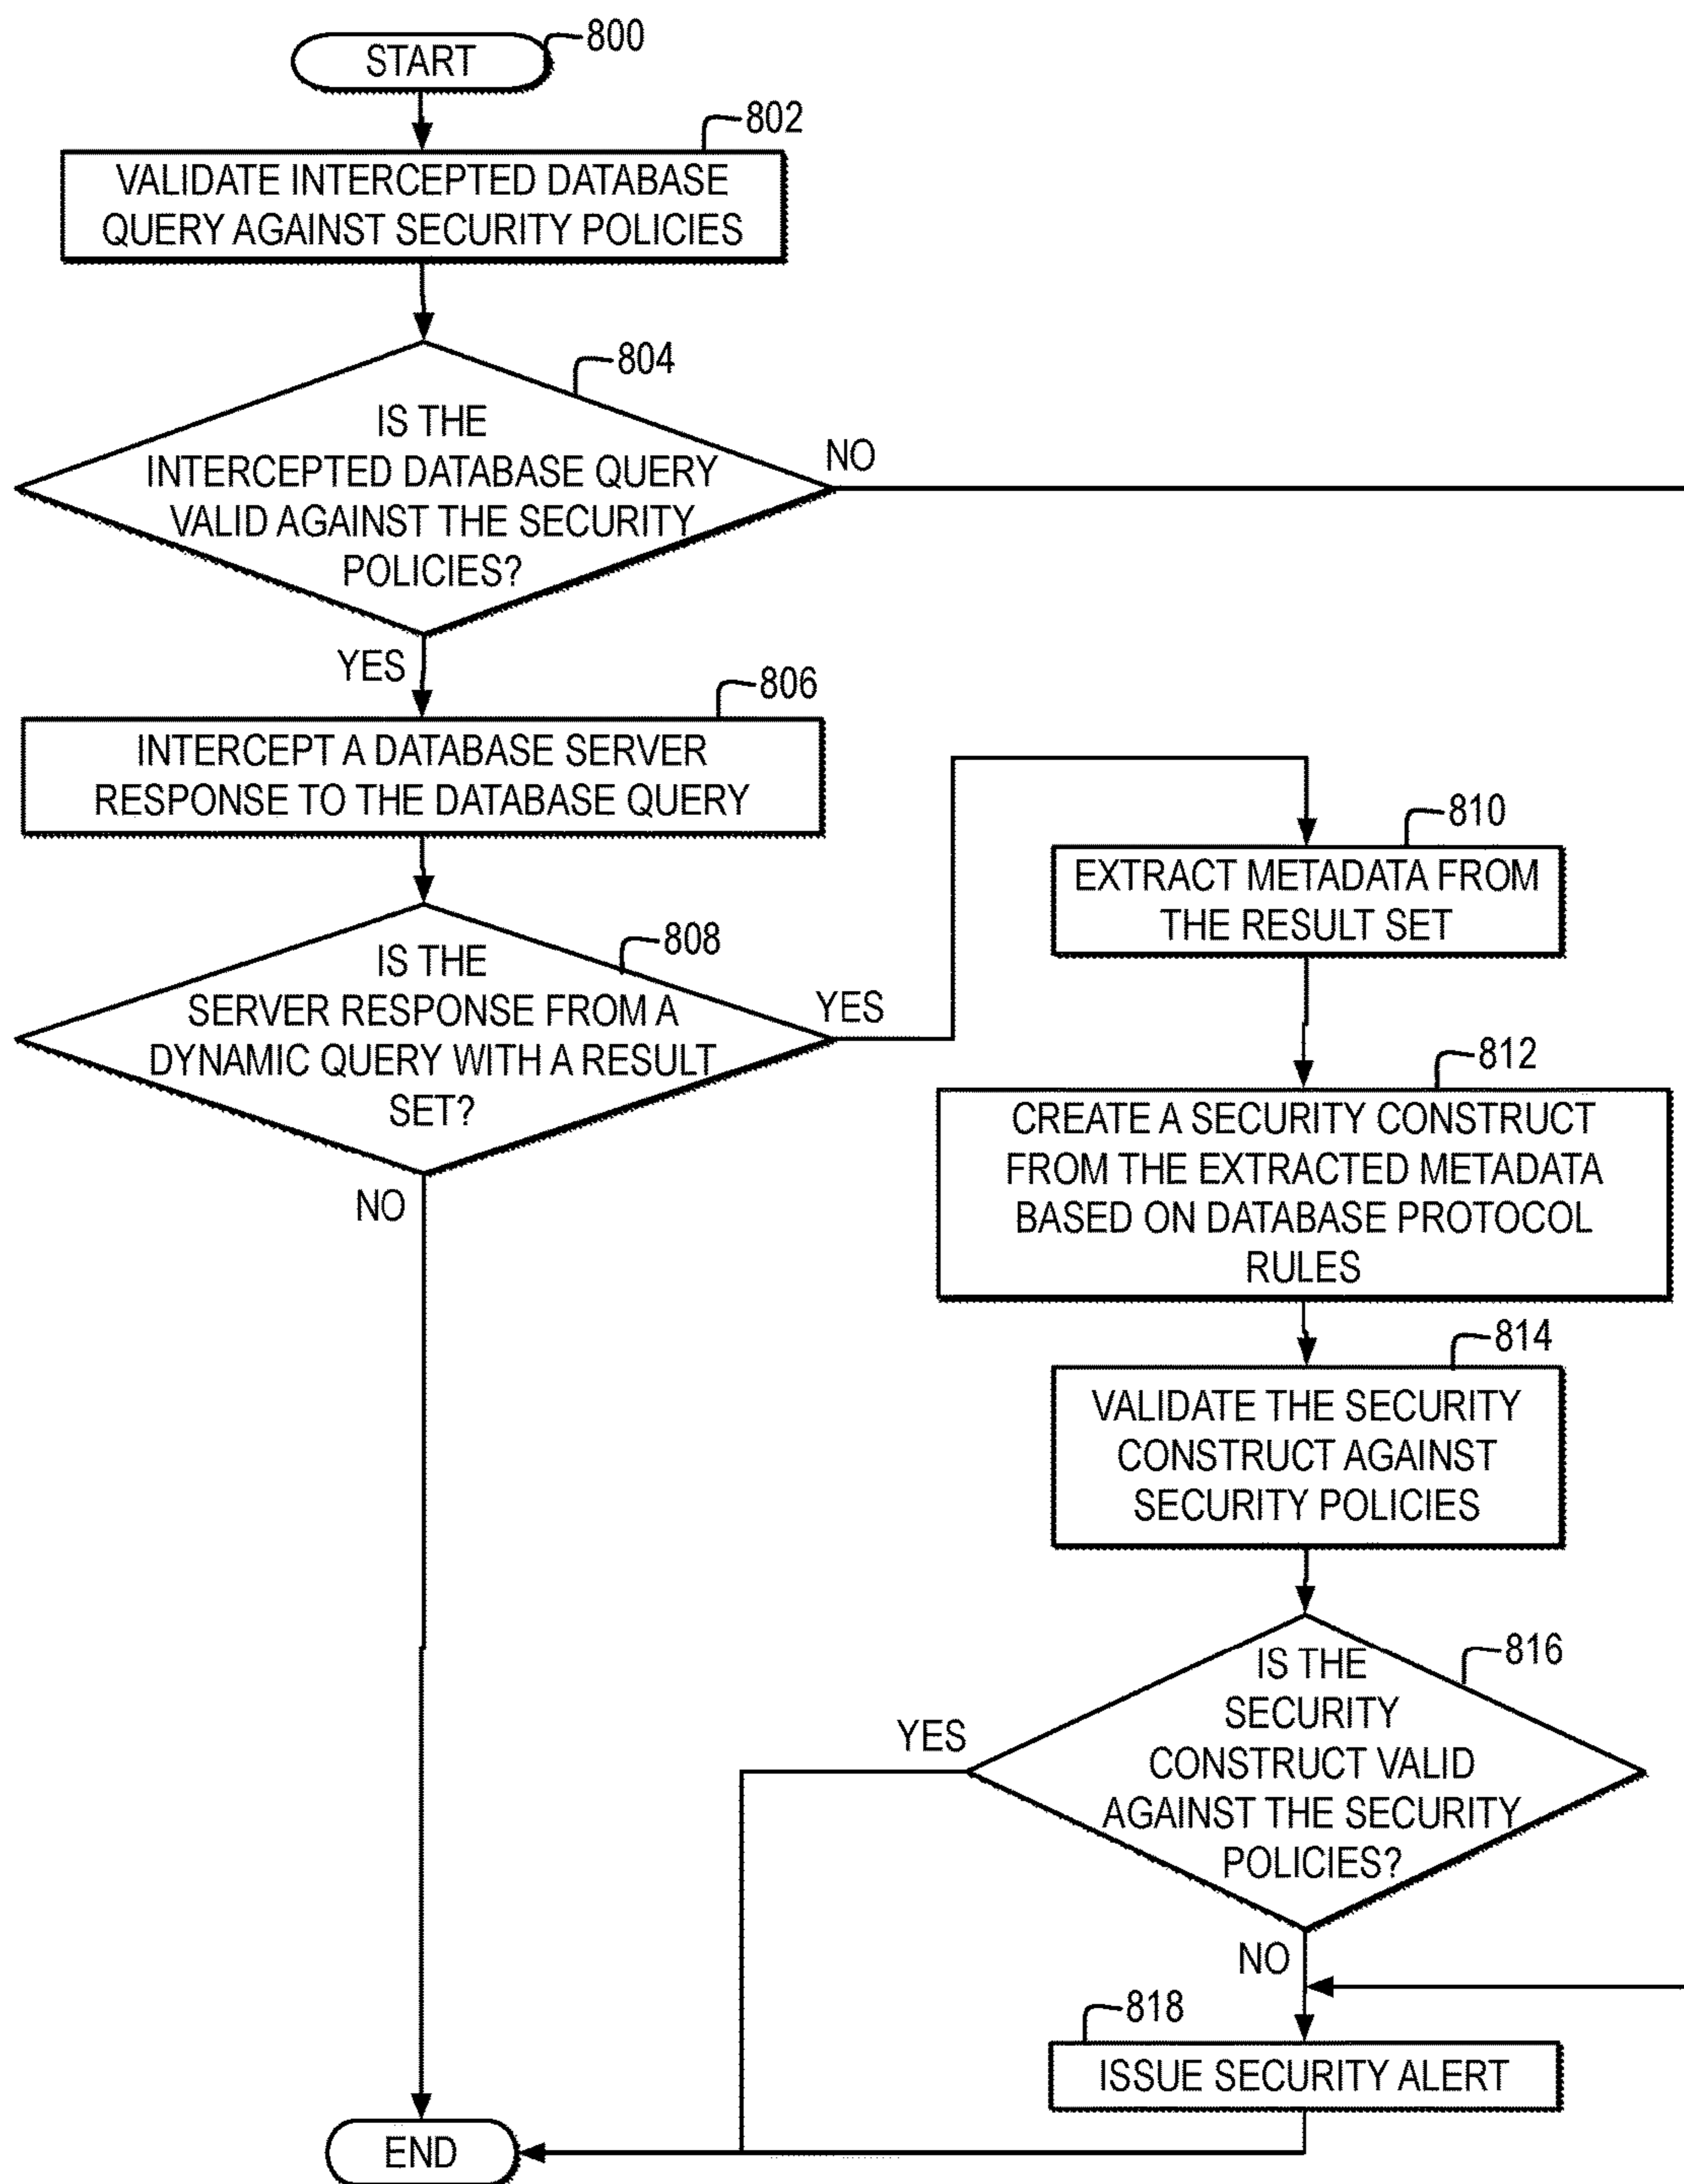 START
800
802
VALIDATE INTERCEPTED DATABASE
QUERY AGAINST SECURITY POLICIES
804
IS THE
INTERCEPTED DATABASE QUERY
VALID AGAINST THE SECURITY
POLICIES?
NO
YES
806
INTERCEPT A DATABASE SERVER
RESPONSE TO THE DATABASE QUERY
808
IS THE
SERVER RESPONSE FROM A
DYNAMIC QUERY WITH A RESULT
SET?
YES
NO
810
EXTRACT METADATA FROM
THE RESULT SET
812
CREATE A SECURITY CONSTRUCT
FROM THE EXTRACTED METADATA
BASED ON DATABASE PROTOCOL
RULES
814
VALIDATE THE SECURITY
CONSTRUCT AGAINST
SECURITY POLICIES
816
IS THE
SECURITY
CONSTRUCT VALID
AGAINST THE SECURITY
POLICIES?
YES
NO
818
ISSUE SECURITY ALERT
END